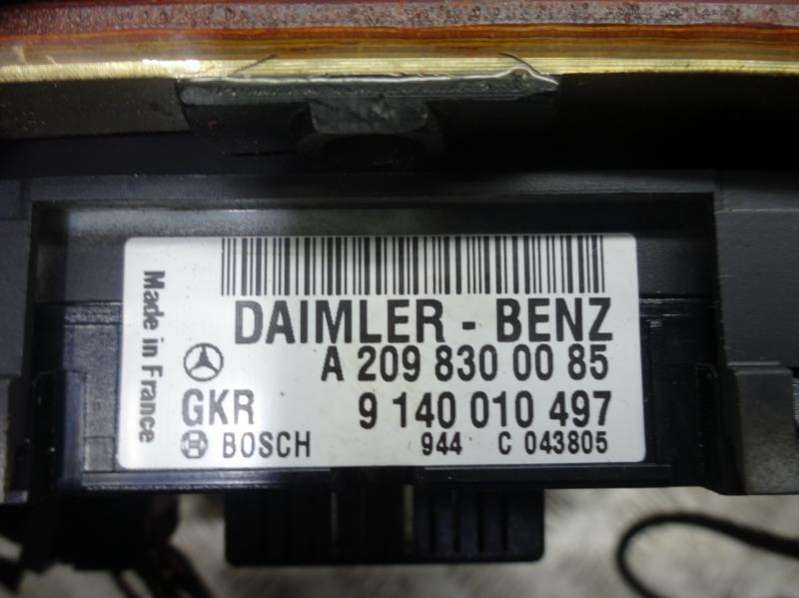 Made in France
DAIMLER - BENZ
A 209 830 00 85
GKR 9 140 010 497
BOSCH 944 C 043805